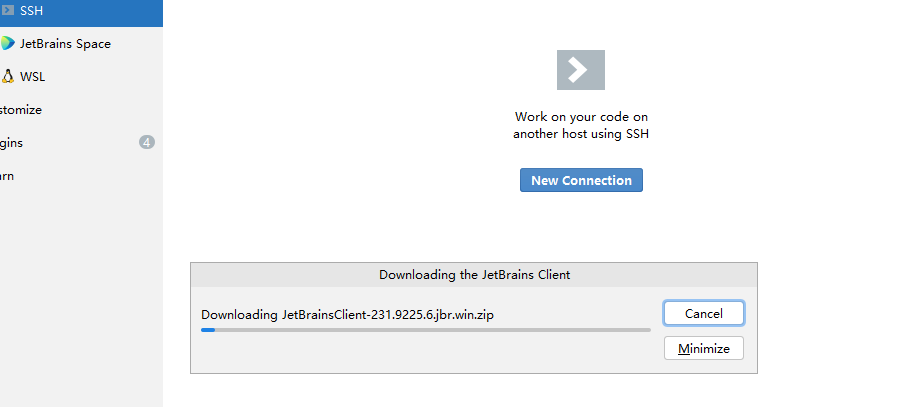 SSH
JetBrains Space
WSL
stomize
gins
4
arn
Work on your code on
another host using SSH
New Connection
Downloading the JetBrains Client
Downloading JetBrainsClient-231.9225.6.jbr.win.zip
Cancel
Minimize